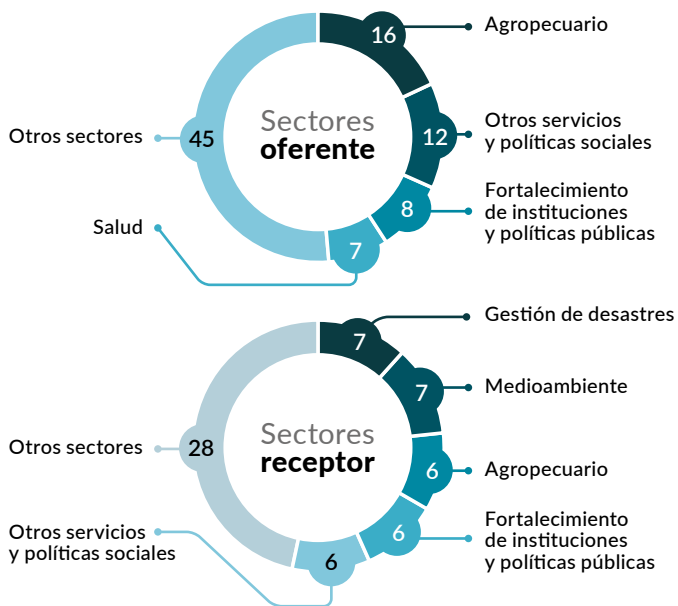 16
Agropecuario
Sectores
oferente
12
Otros servicios
y políticas sociales
Otros sectores
45
8
Fortalecimiento
de instituciones
y políticas públicas
Salud
7
7
Gestión de desastres
7
Medioambiente
Sectores
receptor
Otros sectores
28
6
Agropecuario
6
Fortalecimiento
de instituciones
y políticas públicas
Otros servicios
y políticas sociales
6